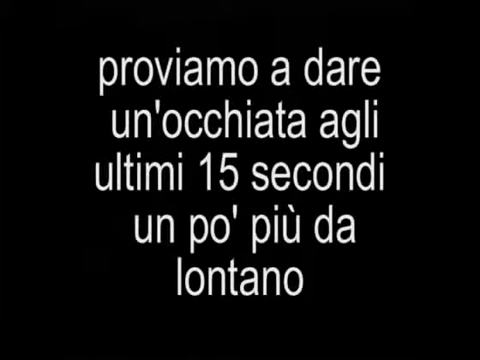 proviamo a dare
un'occhiata agli
ultimi 15 secondi
un po' più da
lontano